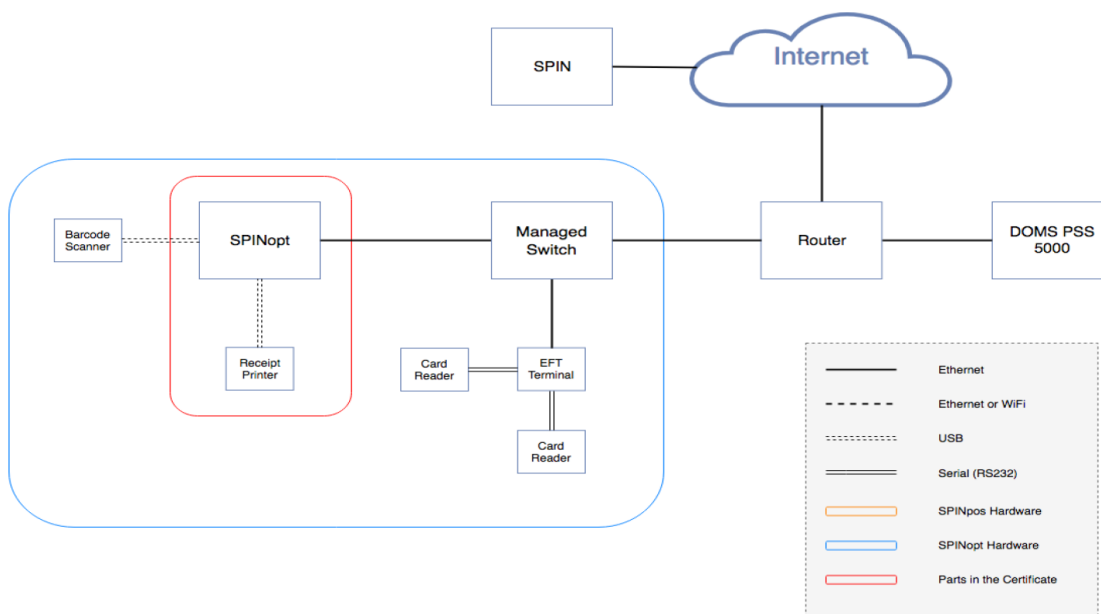 SPIN
Internet
Barcode
Scanner
SPINopt
Managed
Switch
Router
DOMS PSS
5000
Receipt
Printer
Card
Reader
EFT
Terminal
Card
Reader
Ethernet
Ethernet or WiFi
USB
Serial (RS232)
SPINpos Hardware
SPINopt Hardware
Parts in the Certificate